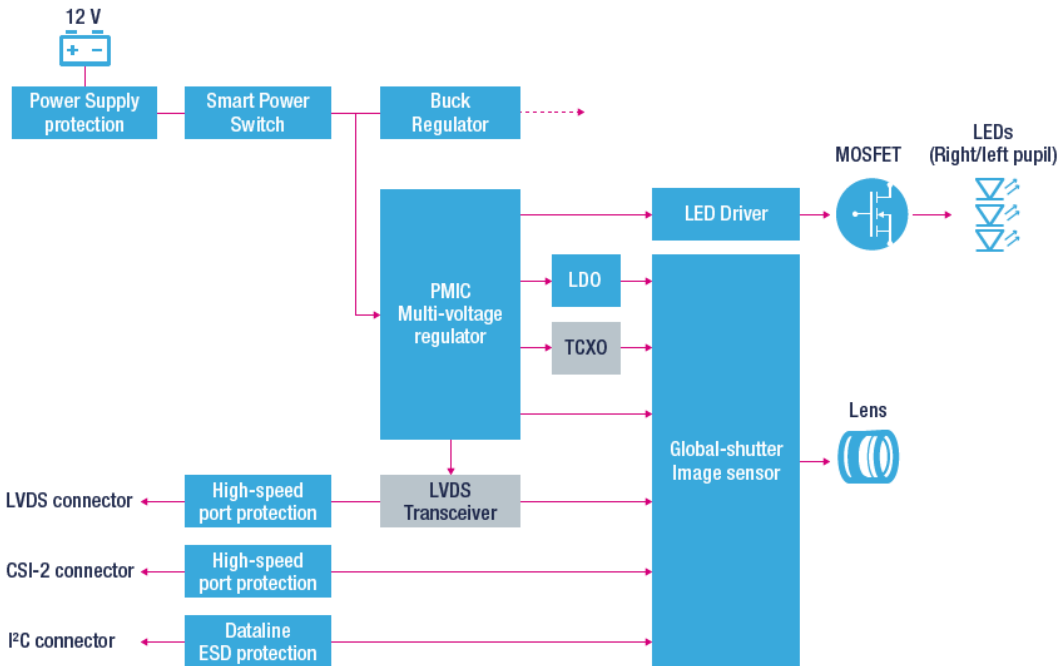 12 V
Power Supply
protection
Smart Power
Switch
Buck
Regulator
MOSFET
LEDs
(Right/left pupil)
LED Driver
PMIC
Multi-voltage
regulator
LDO
TCXO
Lens
Global-shutter
Image sensor
LVDS connector
High-speed
port protection
LVDS
Transceiver
CSI-2 connector
High-speed
port protection
I²C connector
Dataline
ESD protection